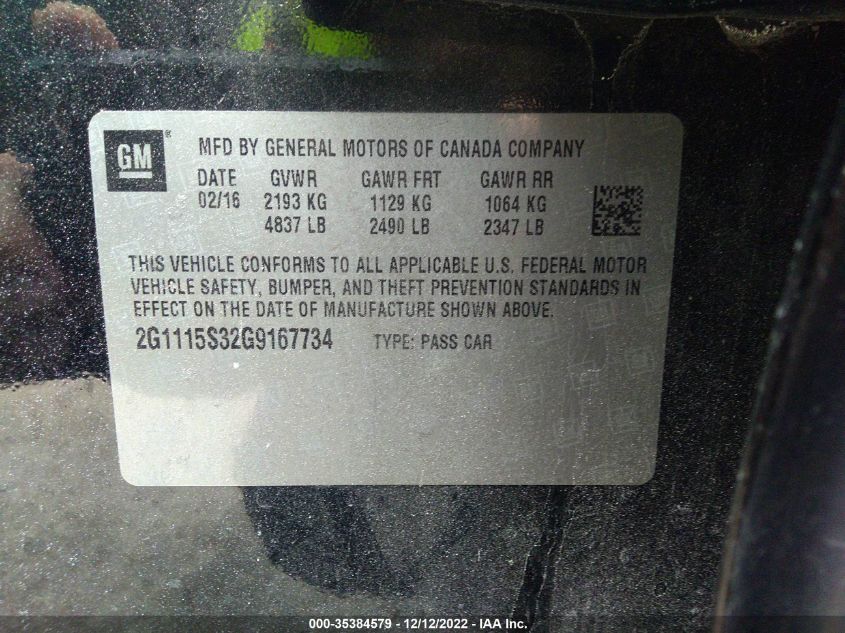 GM ®
MFD BY GENERAL MOTORS OF CANADA COMPANY
DATE GVWR GAWR FRT GAWR RR
02/16 2193 KG 1129 KG 1064 KG
4837 LB 2490 LB 2347 LB
THIS VEHICLE CONFORMS TO ALL APPLICABLE U.S. FEDERAL MOTOR
VEHICLE SAFETY, BUMPER, AND THEFT PREVENTION STANDARDS IN
EFFECT ON THE DATE OF MANUFACTURE SHOWN ABOVE.
2G1115S32G9167734 TYPE: PASS CAR
000-35384579 - 12/12/2022 - IAA Inc.